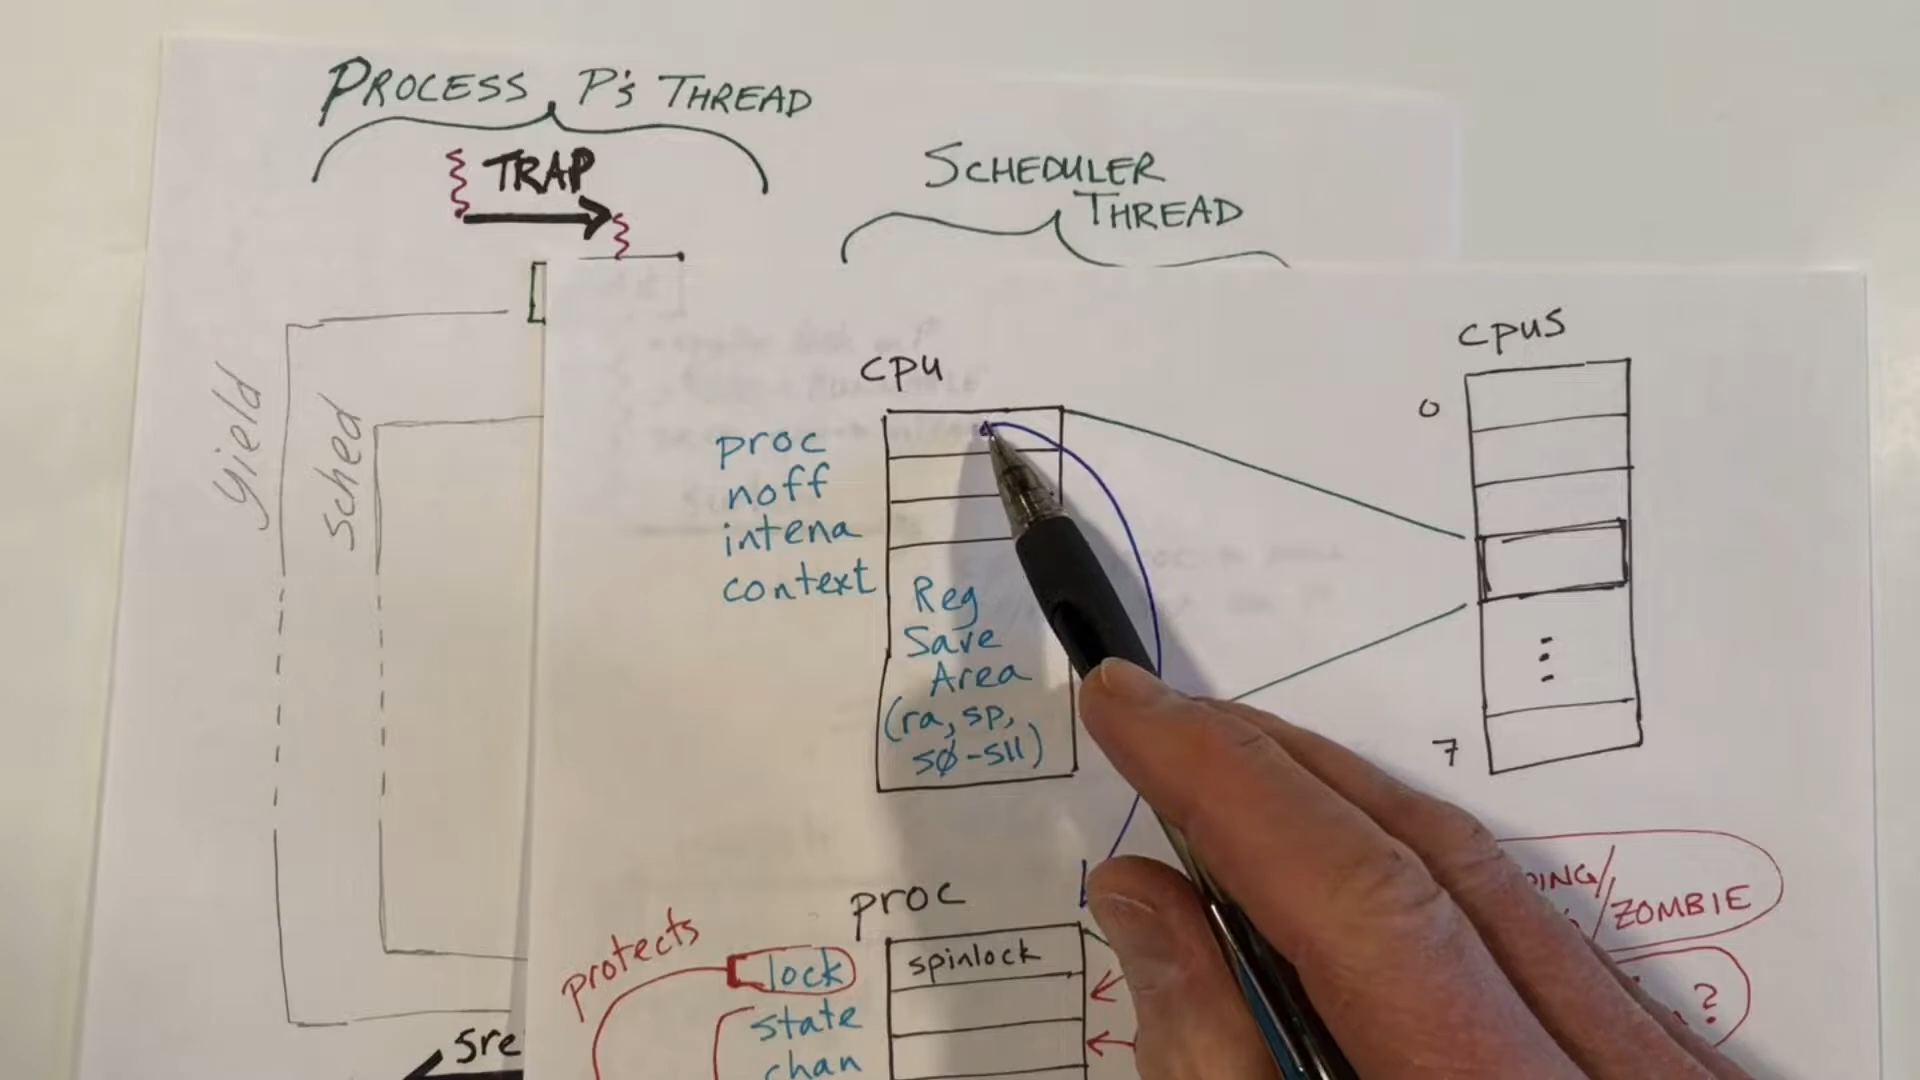 PROCESS P's THREAD
TRAP
SCHEDULER
THREAD
yield
sched
cpu
proc
noff
intena
context
Reg
Save
Area
(ra, sp,
s0-s11)
cpus
0
7
proc
protects
lock
spinlock
state
chan
ZOMBIE
?
sre